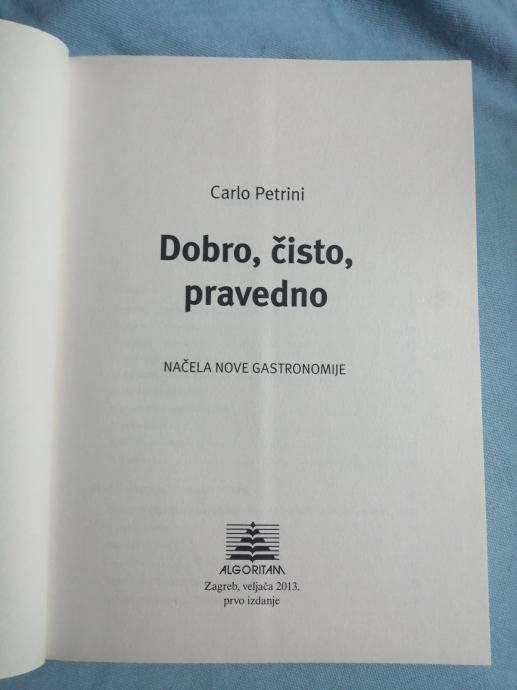 Carlo Petrini
Dobro, čisto,
pravedno
NAČELA NOVE GASTRONOMIJE
ALGORITAM
Zagreb, veljača 2013.
prvo izdanje